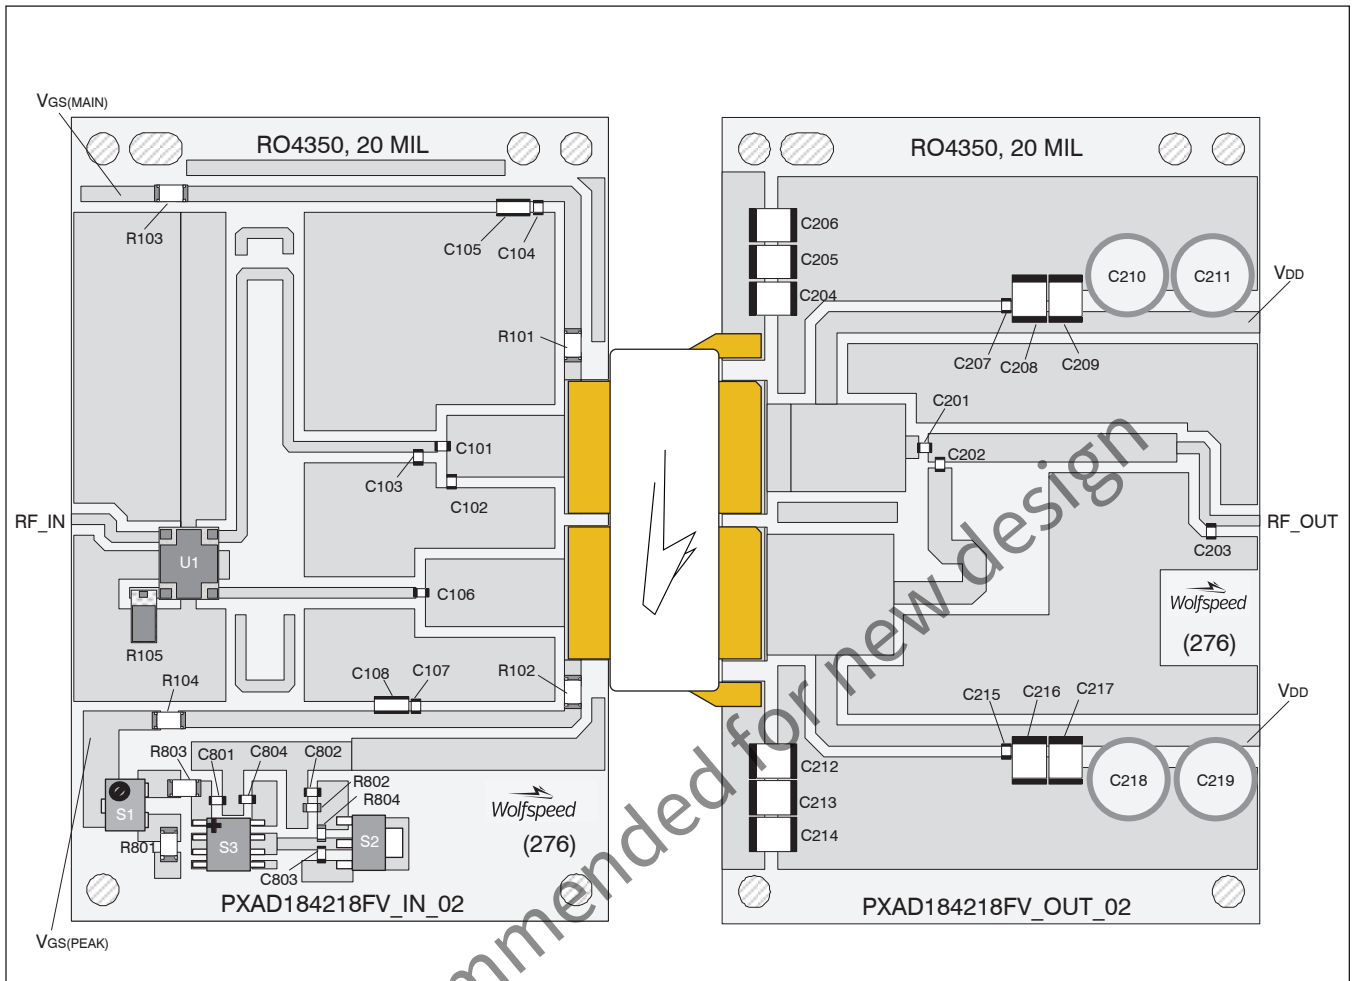 VGS(MAIN)
RO4350, 20 MIL
RO4350, 20 MIL
R103
C105
C104
C206
C205
C204
C210
C211
VDD
R101
C207
C208
C209
C201
C101
C103
C102
C202
RF_IN
RF_OUT
C203
U1
C106
Wolfspeed
(276)
R105
R104
C108
C107
R102
C215
C216
C217
VDD
R803
C801
C804
C802
R802
R804
C212
C213
C214
C218
C219
S1
Wolfspeed
(276)
R801
S3
S2
C803
PXAD184218FV_IN_02
PXAD184218FV_OUT_02
VGS(PEAK)
mmended for new design